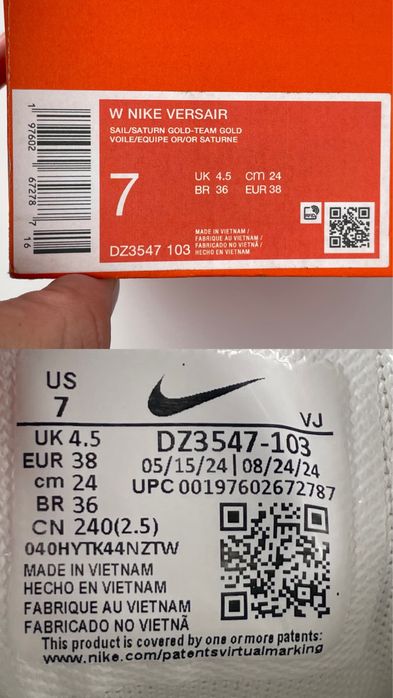 W NIKE VERSAIR
SAIL/SATURN GOLD-TEAM GOLD
VOILE/EQUIPE OR/OR SATURNE
7
UK 4.5 cm 24
BR 36 EUR 38
DZ3547 103
MADE IN VIETNAM /
FABRIQUE AU VIETNAM /
FABRICADO NO VIETNÃ /
HECHO EN VIETNAM
1 97602 67278 7 16
US
7
VJ
UK 4.5
EUR 38
cm 24
BR 36
CN 240(2.5)
DZ3547-103
05/15/24 | 08/24/24
UPC 00197602672787
040HYTK44NZTW
MADE IN VIETNAM
HECHO EN VIETNAM
FABRIQUE AU VIETNAM
FABRICADO NO VIETNÃ
This product is covered by one or more patents:
www.nike.com/patentsvirtualmarking